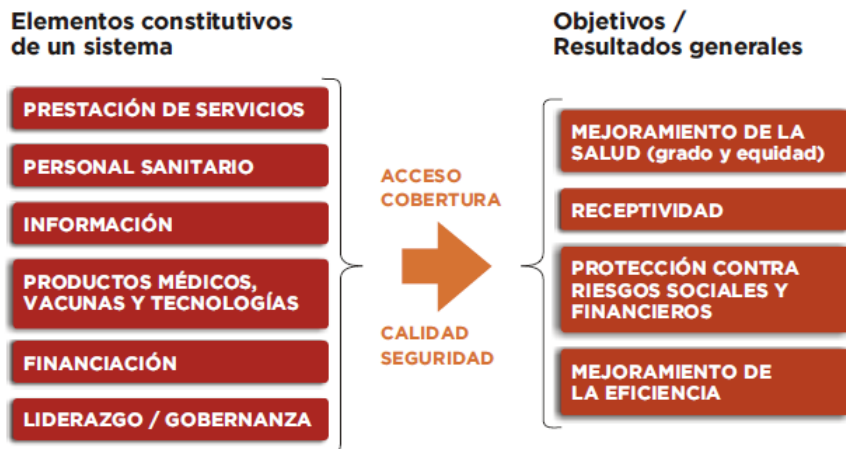 Elementos constitutivos
de un sistema
PRESTACIÓN DE SERVICIOS
PERSONAL SANITARIO
INFORMACIÓN
PRODUCTOS MÉDICOS,
VACUNAS Y TECNOLOGÍAS
FINANCIACIÓN
LIDERAZGO / GOBERNANZA
ACCESO
COBERTURA
CALIDAD
SEGURIDAD
Objetivos /
Resultados generales
MEJORAMIENTO DE LA
SALUD (grado y equidad)
RECEPTIVIDAD
PROTECCIÓN CONTRA
RIESGOS SOCIALES Y
FINANCIEROS
MEJORAMIENTO DE
LA EFICIENCIA